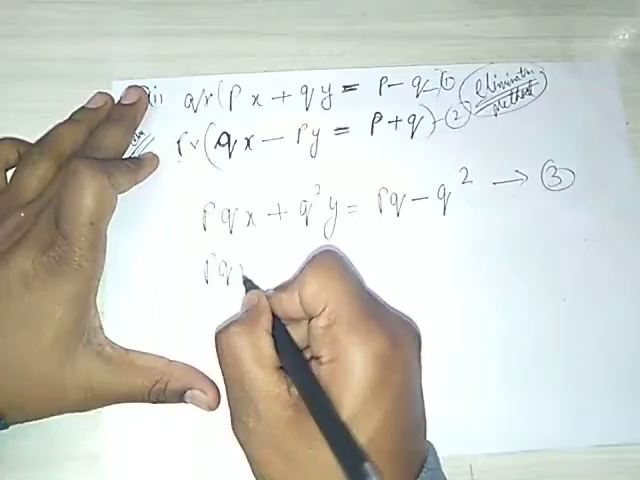 ii q×(px + qy = p - q -①
(elimination method)
p×(qx - py = p + q) - ②
pqx + q²y = pq - q² → ③
pq